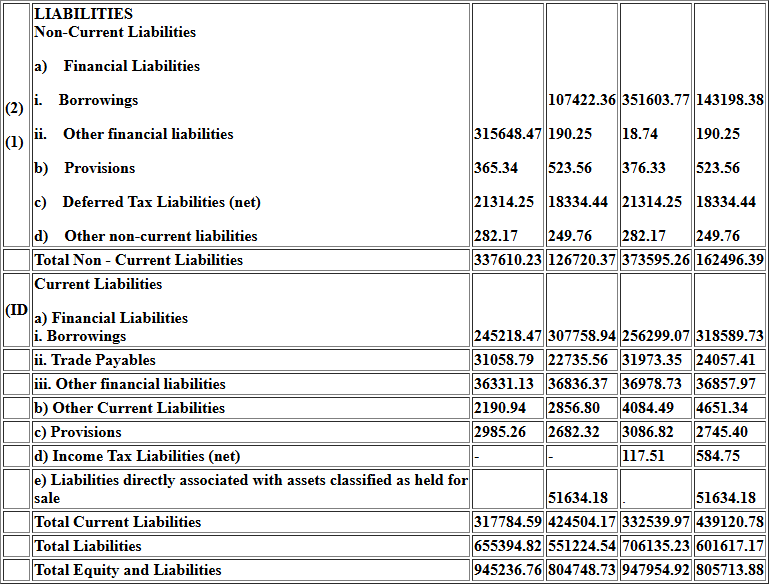 LIABILITIES
Non-Current Liabilities
a) Financial Liabilities
(2) i. Borrowings 107422.36 351603.77 143198.38
(1) ii. Other financial liabilities 315648.47 190.25 18.74 190.25
b) Provisions 365.34 523.56 376.33 523.56
c) Deferred Tax Liabilities (net) 21314.25 18334.44 21314.25 18334.44
d) Other non-current liabilities 282.17 249.76 282.17 249.76
Total Non - Current Liabilities 337610.23 126720.37 373595.26 162496.39
Current Liabilities
(ID a) Financial Liabilities
i. Borrowings 245218.47 307758.94 256299.07 318589.73
ii. Trade Payables 31058.79 22735.56 31973.35 24057.41
iii. Other financial liabilities 36331.13 36836.37 36978.73 36857.97
b) Other Current Liabilities 2190.94 2856.80 4084.49 4651.34
c) Provisions 2985.26 2682.32 3086.82 2745.40
d) Income Tax Liabilities (net) - - 117.51 584.75
e) Liabilities directly associated with assets classified as held for
sale 51634.18 . 51634.18
Total Current Liabilities 317784.59 424504.17 332539.97 439120.78
Total Liabilities 655394.82 551224.54 706135.23 601617.17
Total Equity and Liabilities 945236.76 804748.73 947954.92 805713.88